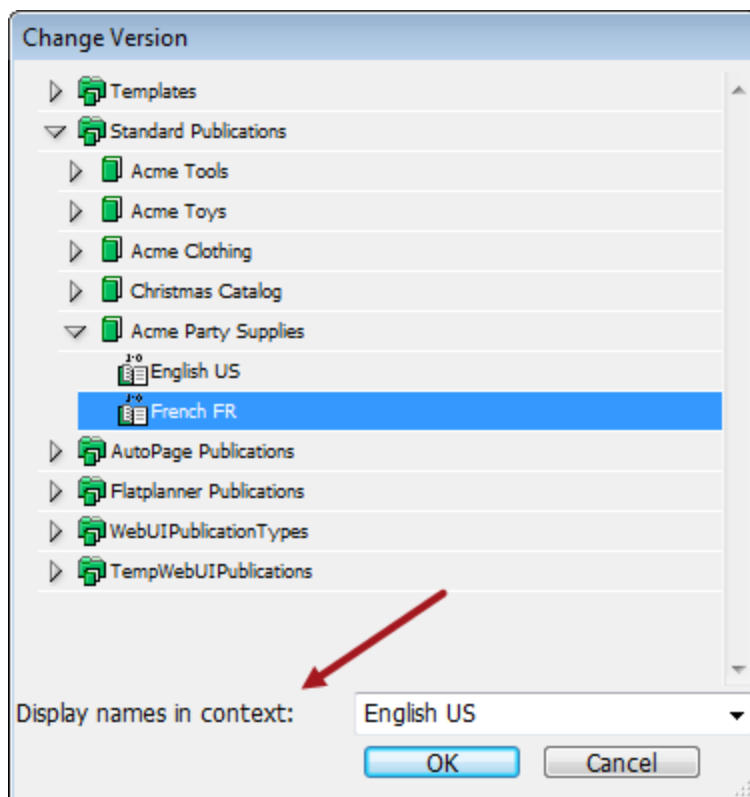 Change Version
Templates
Standard Publications
Acme Tools
Acme Toys
Acme Clothing
Christmas Catalog
Acme Party Supplies
English US
French FR
AutoPage Publications
Flatplanner Publications
WebUIPublicationTypes
TempWebUIPublications
Display names in context: English US
OK Cancel